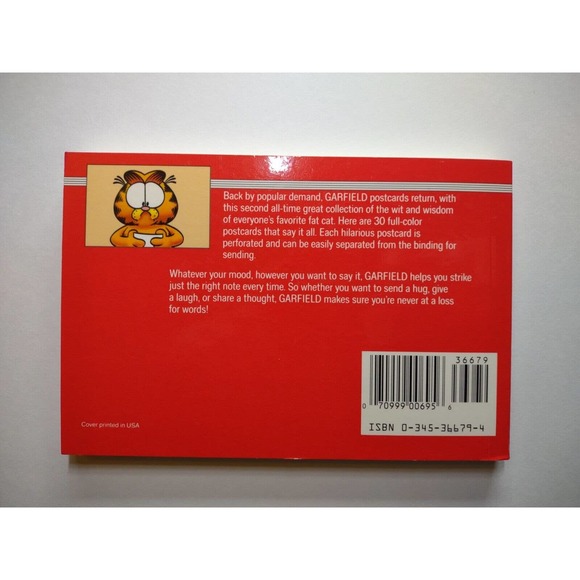 Back by popular demand, GARFIELD postcards return, with
this second all-time great collection of the wit and wisdom
of everyone's favorite fat cat. Here are 30 full-color
postcards that say it all. Each hilarious postcard is
perforated and can be easily separated from the binding for
sending.
Whatever your mood, however you want to say it, GARFIELD helps you strike
just the right note every time. So whether you want to send a hug, give
a laugh, or share a thought, GARFIELD makes sure you're never at a loss
for words!
36679
0 70999 00695 6
ISBN 0-345-36679-4
Cover printed in USA